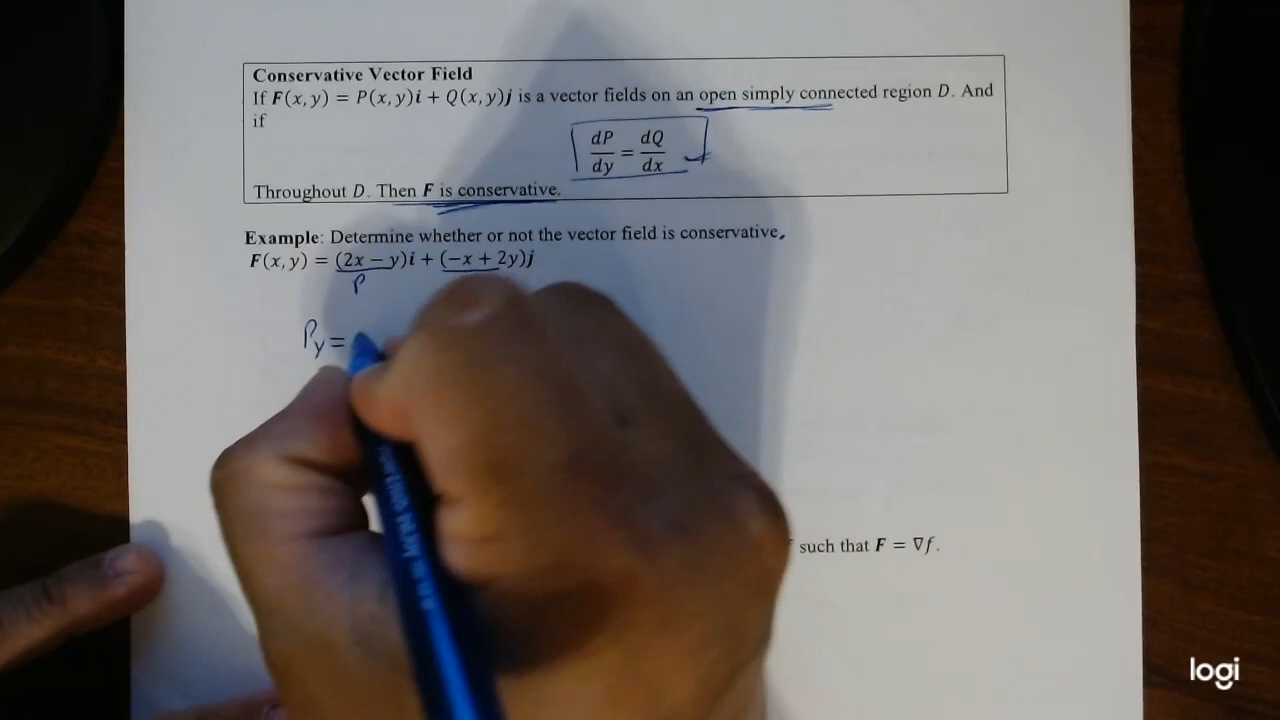 Conservative Vector Field
If F(x, y) = P(x, y)i + Q(x, y)j is a vector fields on an open simply connected region D. And
if
dP/dy = dQ/dx
Throughout D. Then F is conservative.
Example: Determine whether or not the vector field is conservative,
F(x, y) = (2x − y)i + (−x + 2y)j
P
Py =
such that F = ∇f.
logi